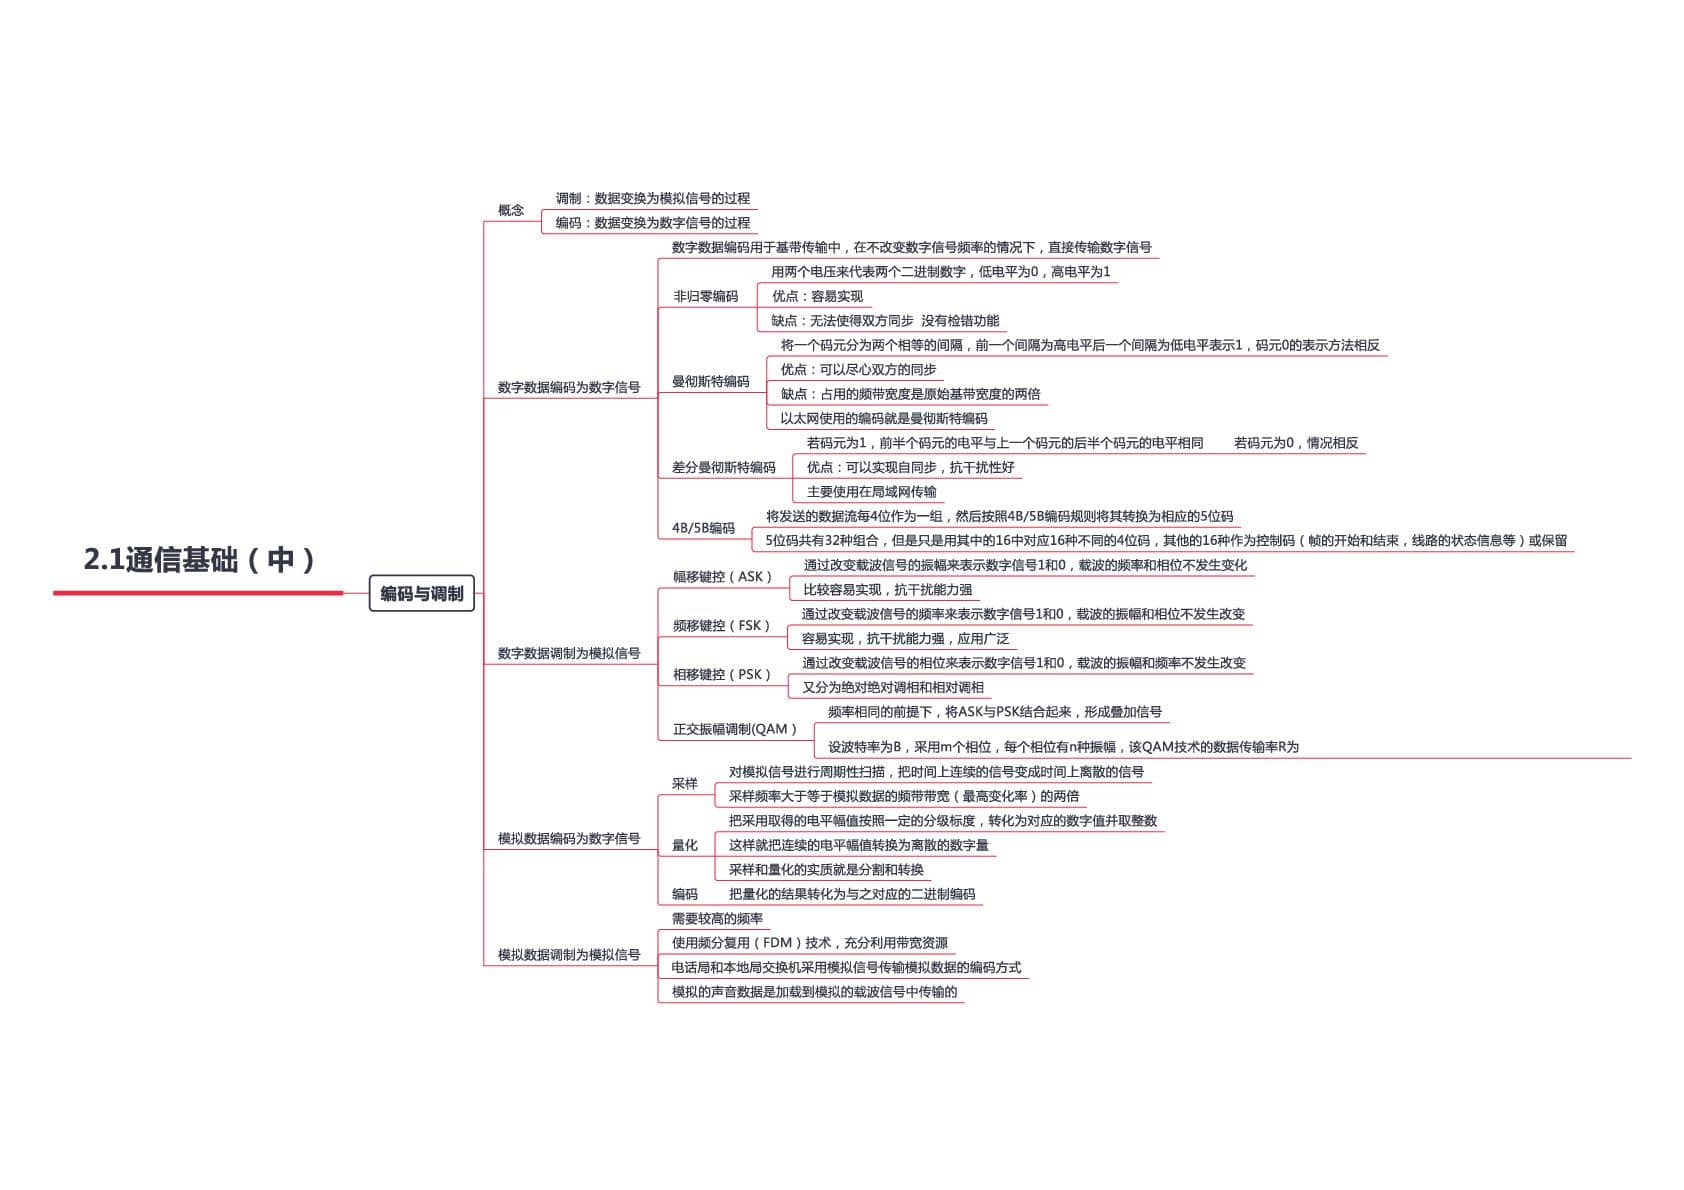 2.1通信基础（中）
编码与调制
概念
调制：数据变换为模拟信号的过程
编码：数据变换为数字信号的过程
数字数据编码为数字信号
数字数据编码用于基带传输中，在不改变数字信号频率的情况下，直接传输数字信号
非归零编码
用两个电压来代表两个二进制数字，低电平为0，高电平为1
优点：容易实现
缺点：无法使得双方同步 没有检错功能
曼彻斯特编码
将一个码元分为两个相等的间隔，前一个间隔为高电平后一个间隔为低电平表示1，码元0的表示方法相反
优点：可以尽心双方的同步
缺点：占用的频带宽度是原始基带宽度的两倍
以太网使用的编码就是曼彻斯特编码
差分曼彻斯特编码
若码元为1，前半个码元的电平与上一个码元的后半个码元的电平相同 若码元为0，情况相反
优点：可以实现自同步，抗干扰性好
主要使用在局域网传输
4B/5B编码
将发送的数据流每4位作为一组，然后按照4B/5B编码规则将其转换为相应的5位码
5位码共有32种组合，但是只是用其中的16中对应16种不同的4位码，其他的16种作为控制码（帧的开始和结束，线路的状态信息等）或保留
数字数据调制为模拟信号
幅移键控（ASK）
通过改变载波信号的振幅来表示数字信号1和0，载波的频率和相位不发生变化
比较容易实现，抗干扰能力强
频移键控（FSK）
通过改变载波信号的频率来表示数字信号1和0，载波的振幅和相位不发生改变
容易实现，抗干扰能力强，应用广泛
相移键控（PSK）
通过改变载波信号的相位来表示数字信号1和0，载波的振幅和频率不发生改变
又分为绝对绝对调相和相对调相
正交振幅调制(QAM）
频率相同的前提下，将ASK与PSK结合起来，形成叠加信号
设波特率为B，采用m个相位，每个相位有n种振幅，该QAM技术的数据传输率R为
模拟数据编码为数字信号
采样
对模拟信号进行周期性扫描，把时间上连续的信号变成时间上离散的信号
采样频率大于等于模拟数据的频带带宽（最高变化率）的两倍
量化
把采用取得的电平幅值按照一定的分级标度，转化为对应的数字值并取整数
这样就把连续的电平幅值转换为离散的数字量
采样和量化的实质就是分割和转换
编码
把量化的结果转化为与之对应的二进制编码
模拟数据调制为模拟信号
需要较高的频率
使用频分复用（FDM）技术，充分利用带宽资源
电话局和本地局交换机采用模拟信号传输模拟数据的编码方式
模拟的声音数据是加载到模拟的载波信号中传输的